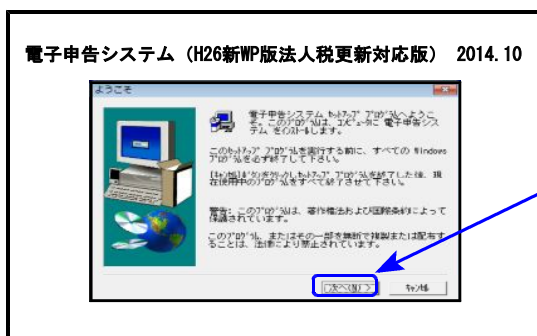 電子申告システム（H26新WP版法人税更新対応版） 2014.10
ようこそ
電子申告システム ｾｯﾄｱｯﾌﾟ ﾌﾟﾛｸﾞﾗﾑへようこ
そ。このﾌﾟﾛｸﾞﾗﾑは、ｺﾝﾋﾟｭｰﾀに 電子申告シス
テム をｲﾝｽﾄｰﾙします。
このｾｯﾄｱｯﾌﾟ ﾌﾟﾛｸﾞﾗﾑを実行する前に、すべての Windows
ﾌﾟﾛｸﾞﾗﾑを必ず終了して下さい。
[ｷｬﾝｾﾙ]ﾎﾞﾀﾝをｸﾘｯｸしｾｯﾄｱｯﾌﾟ ﾌﾟﾛｸﾞﾗﾑを終了した後、現
在使用中のﾌﾟﾛｸﾞﾗﾑをすべて終了させて下さい。
警告: このﾌﾟﾛｸﾞﾗﾑは、著作権法および国際条約によって
保護されています。
このﾌﾟﾛｸﾞﾗﾑ、またはその一部を無断で複製または配布す
ることは、法律により禁止されています。
次へ(N) >
ｷｬﾝｾﾙ